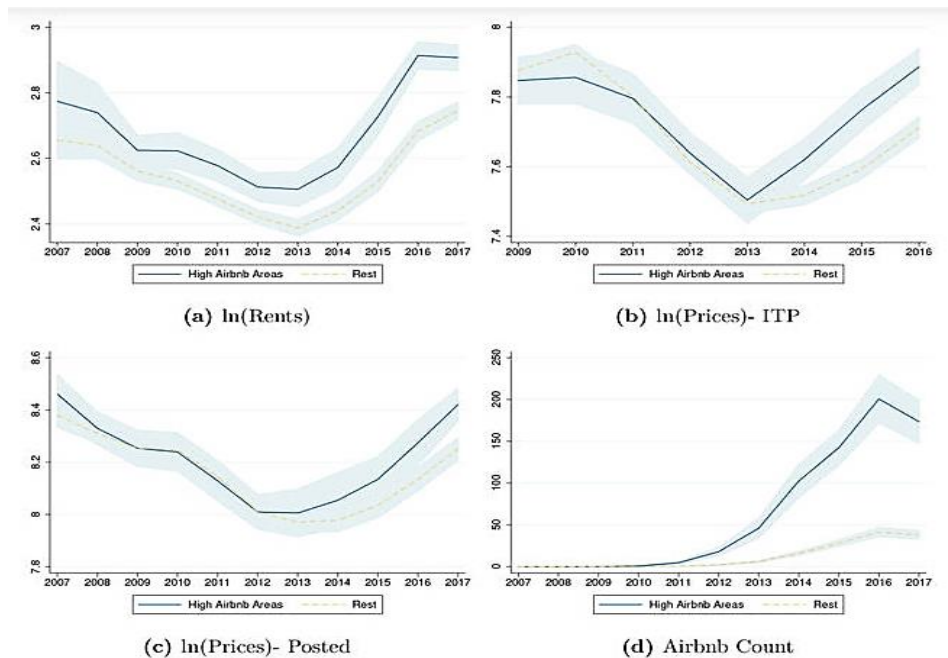 3
2.8
2.6
2.4
2007 2008 2009 2010 2011 2012 2013 2014 2015 2016 2017
High Airbnb Areas Rest
(a) ln(Rents)
8
7.8
7.6
7.4
2009 2010 2011 2012 2013 2014 2015 2016
High Airbnb Areas Rest
(b) ln(Prices)- ITP
8.6
8.4
8.2
8
7.8
2007 2008 2009 2010 2011 2012 2013 2014 2015 2016 2017
High Airbnb Areas Rest
(c) ln(Prices)- Posted
250
200
150
100
50
0
2007 2008 2009 2010 2011 2012 2013 2014 2015 2016 2017
High Airbnb Areas Rest
(d) Airbnb Count